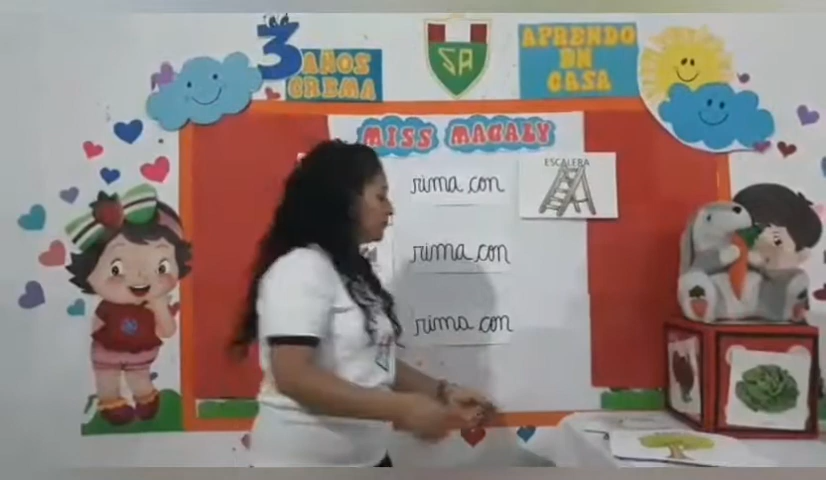 3
AÑOS
CREMA
SA
APRENDO
EN
CASA
MISS MAGALY
rima con
ESCALERA
rima con
rima con